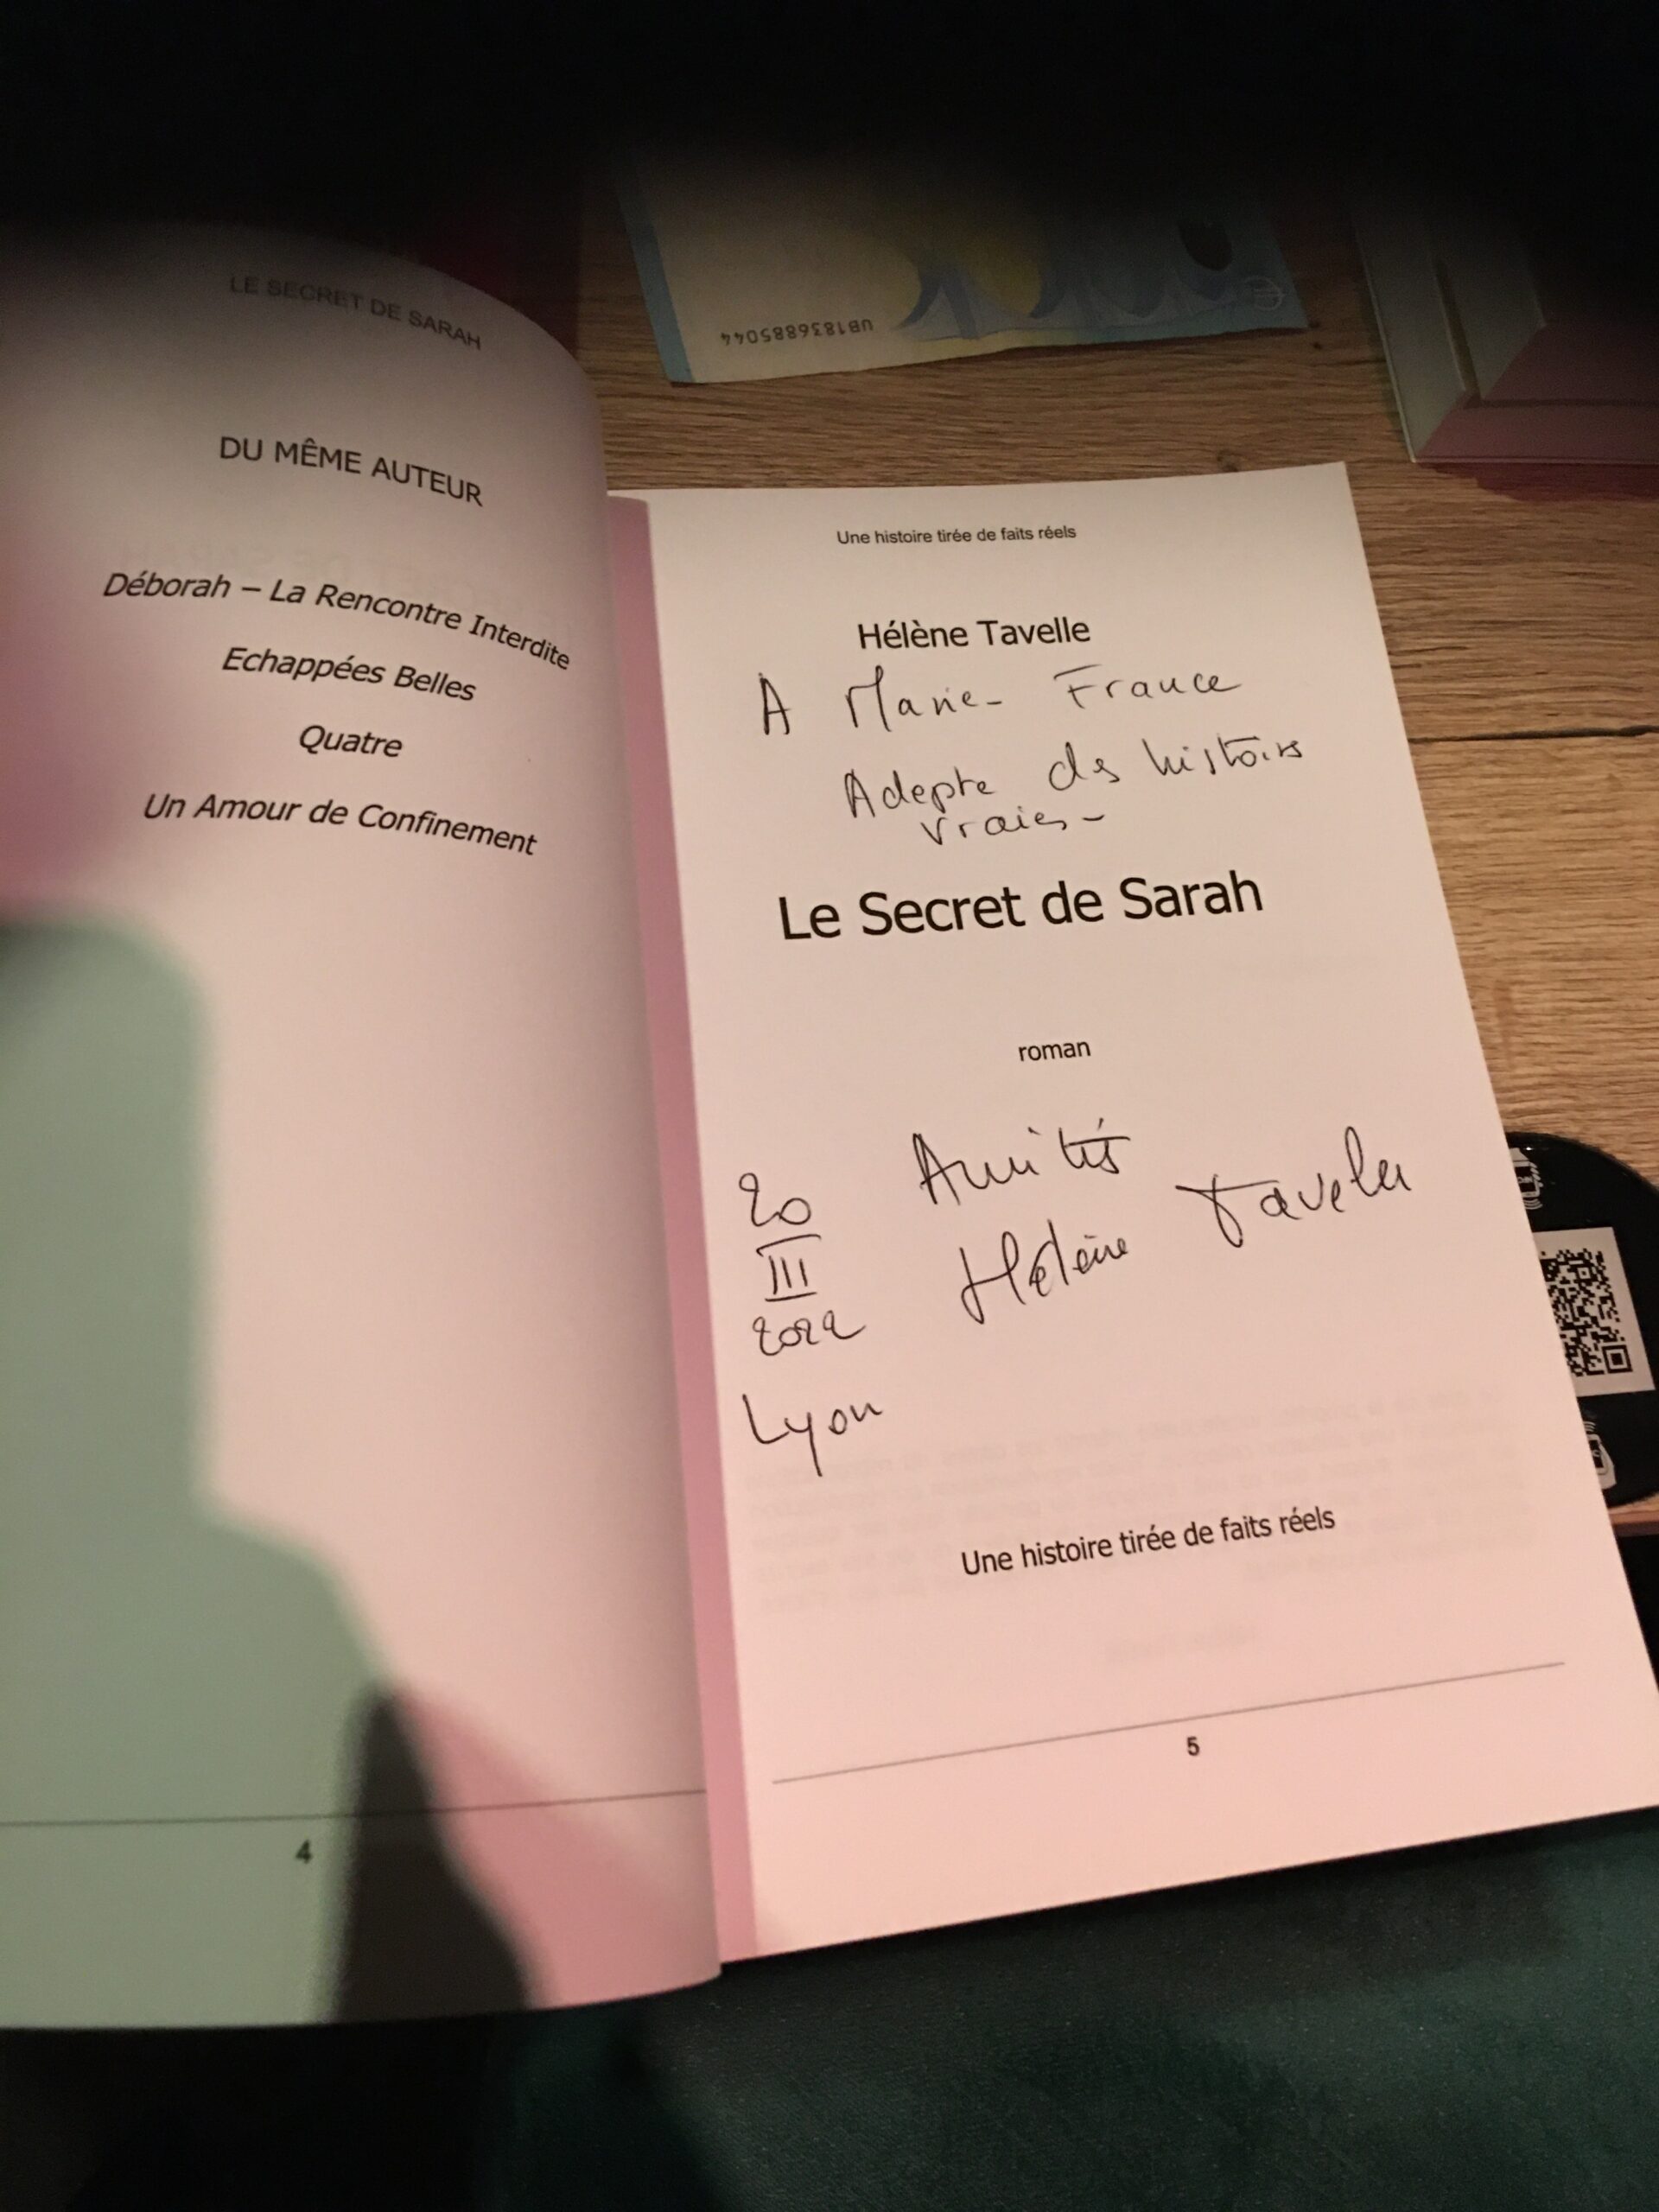 LE SECRET DE SARAH
DU MÊME AUTEUR
Déborah – La Rencontre Interdite
Echappées Belles
Quatre
Un Amour de Confinement
4
UB1836885044
Une histoire tirée de faits réels
Hélène Tavelle
A Marie-France
Adepte des histoires
vraies-
Le Secret de Sarah
roman
Amitiés
Hélène Tavelle
20
III
2022
Lyon
Une histoire tirée de faits réels
5